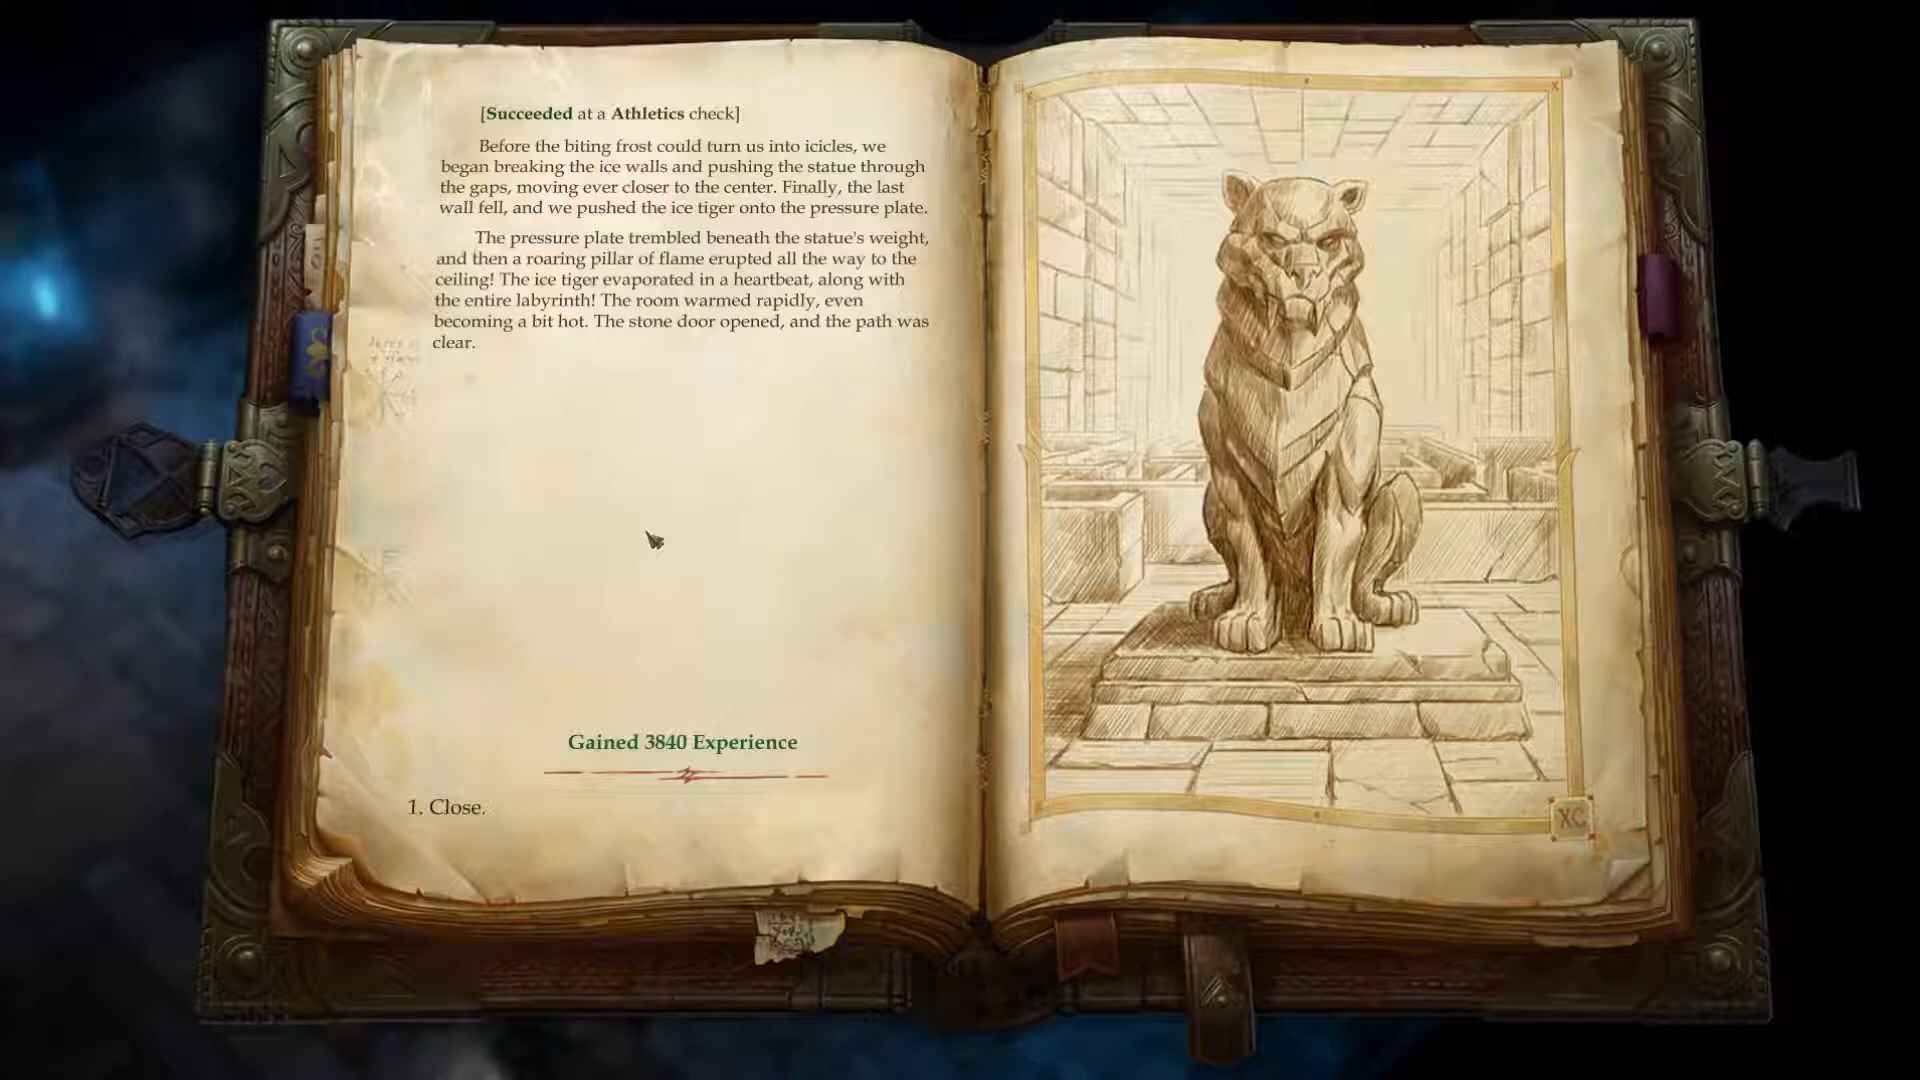 [Succeeded at a Athletics check]
Before the biting frost could turn us into icicles, we
began breaking the ice walls and pushing the statue through
the gaps, moving ever closer to the center. Finally, the last
wall fell, and we pushed the ice tiger onto the pressure plate.
The pressure plate trembled beneath the statue's weight,
and then a roaring pillar of flame erupted all the way to the
ceiling! The ice tiger evaporated in a heartbeat, along with
the entire labyrinth! The room warmed rapidly, even
becoming a bit hot. The stone door opened, and the path was
clear.
Gained 3840 Experience
1. Close.
XC